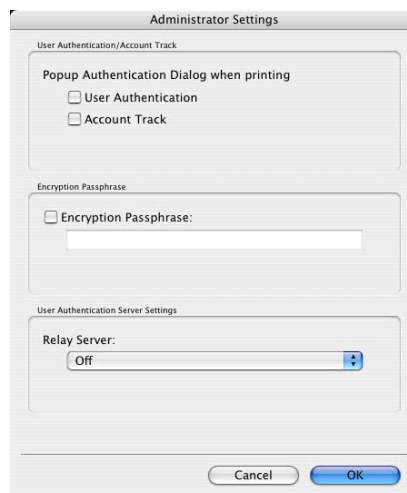 Administrator Settings
User Authentication/Account Track
Popup Authentication Dialog when printing
User Authentication
Account Track
Encryption Passphrase
Encryption Passphrase:
User Authentication Server Settings
Relay Server:
Off
Cancel OK